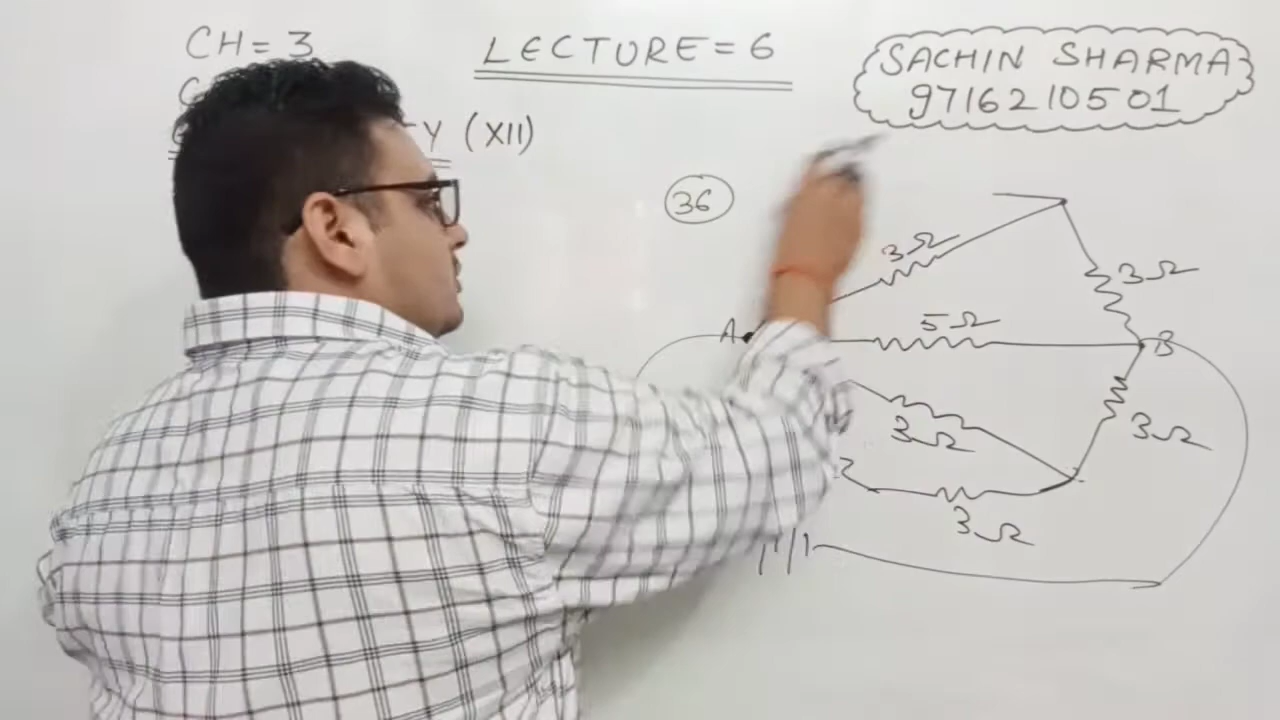 CH = 3
LECTURE = 6
SACHIN SHARMA
9716210501
Y (XII)
36
3Ω
3Ω
5Ω
A
B
3Ω
3Ω
3Ω